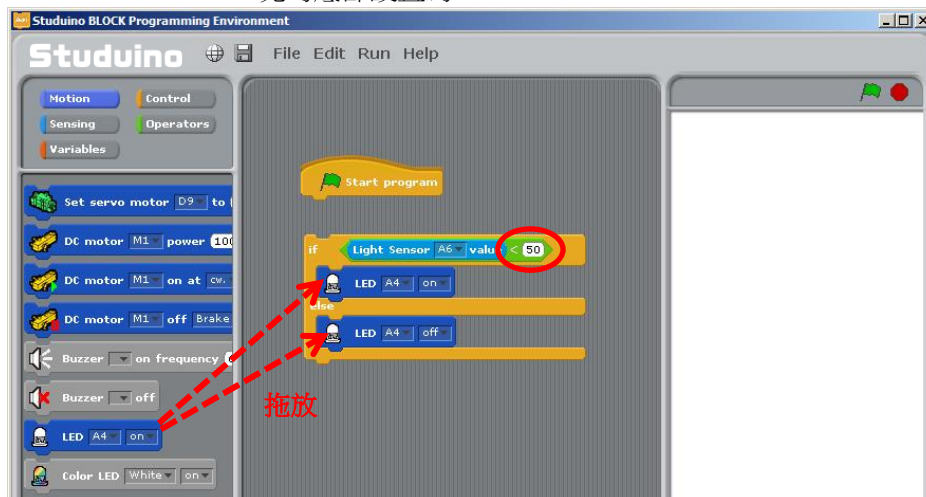 Studuino BLOCK Programming Environment
Studuino File Edit Run Help
Motion Control
Sensing Operators
Variables
Set servo motor D9 to
DC motor M1 power 100
DC motor M1 on at cw.
DC motor M1 off Brake
Buzzer on frequency
Buzzer off
LED A4 on
Color LED White on
Start program
if Light Sensor A6 valu < 50
LED A4 on
else
LED A4 off
拖放